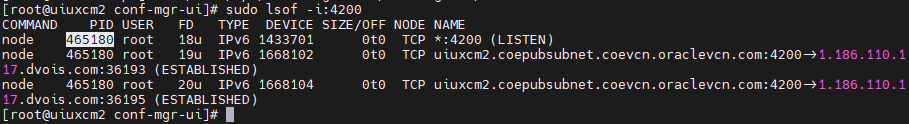 [root@uiuxcm2 conf-mgr-ui]# sudo lsof -i:4200
COMMAND    PID USER   FD   TYPE  DEVICE SIZE/OFF NODE NAME
node    465180 root   18u  IPv6 1433701      0t0  TCP *:4200 (LISTEN)
node    465180 root   19u  IPv6 1668102      0t0  TCP uiuxcm2.coepubsubnet.coevcn.oraclevcn.com:4200->1.186.110.1
17.dvois.com:36193 (ESTABLISHED)
node    465180 root   20u  IPv6 1668104      0t0  TCP uiuxcm2.coepubsubnet.coevcn.oraclevcn.com:4200->1.186.110.1
17.dvois.com:36195 (ESTABLISHED)
[root@uiuxcm2 conf-mgr-ui]#